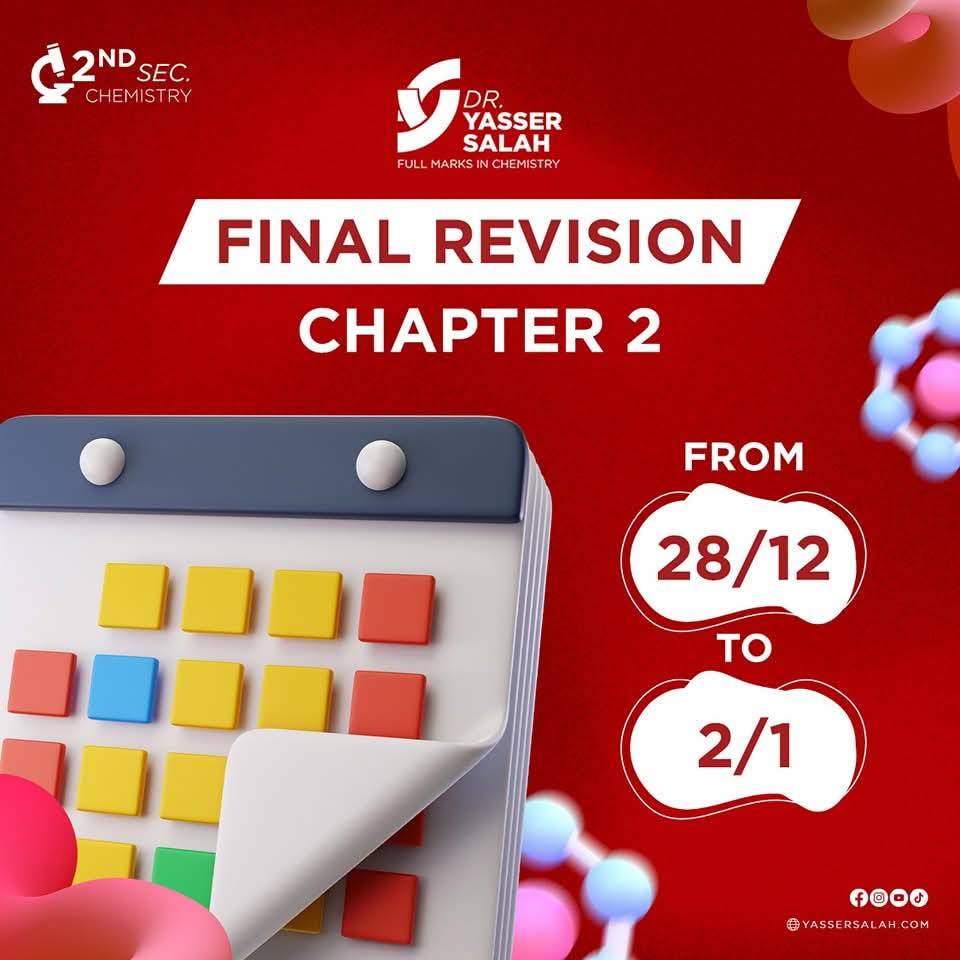 2ND SEC.
CHEMISTRY
DR.
YASSER
SALAH
FULL MARKS IN CHEMISTRY
FINAL REVISION
CHAPTER 2
FROM
28/12
TO
2/1
YASSERSALAH.COM